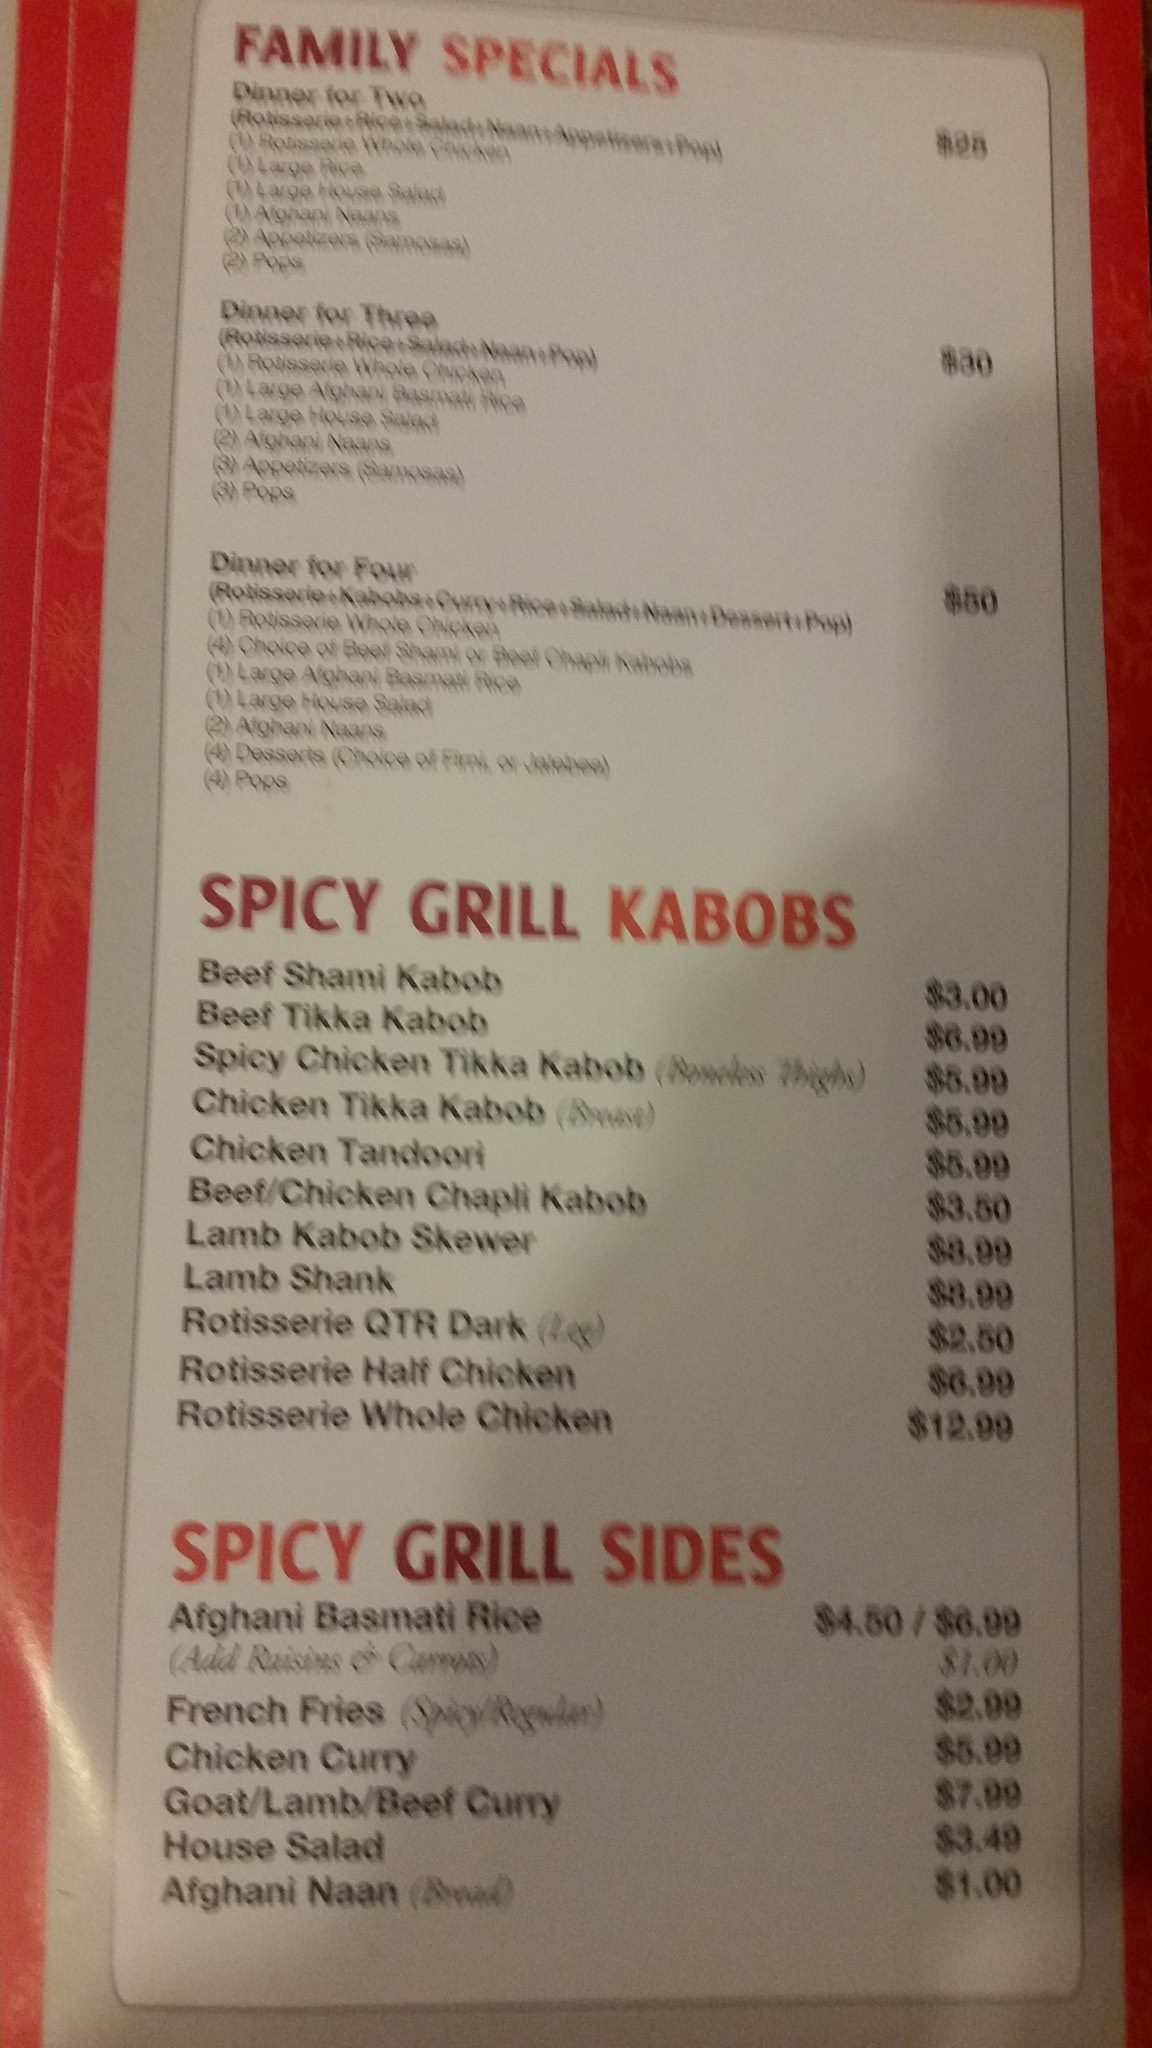 FAMILY SPECIALS
Dinner for Two
(Rotisserie+Rice+Salad+Naan+Appetizers+Pop)
(1) Rotisserie Whole Chicken
(1) Large Rice
(1) Large House Salad
(1) Afghani Naans
(2) Appetizers (Samosas)
(2) Pops
Dinner for Three
(Rotisserie+Rice+Salad+Naan+Pop) $30
(1) Rotisserie Whole Chicken
(1) Large Afghani Basmati Rice
(1) Large House Salad
(2) Afghani Naans
(3) Appetizers (Samosas)
(3) Pops
Dinner for Four
(Rotisserie+Kabobs+Curry+Rice+Salad+Naan+Dessert+Pop) $50
(1) Rotisserie Whole Chicken
(4) Choice of Beef Shami or Beef Chapli Kabobs
(1) Large Afghani Basmati Rice
(1) Large House Salad
(2) Afghani Naans
(4) Desserts (Choice of Firni, or Jalebee)
(4) Pops
SPICY GRILL KABOBS
Beef Shami Kabob $3.00
Beef Tikka Kabob $6.99
Spicy Chicken Tikka Kabob (Boneless Thighs) $5.99
Chicken Tikka Kabob (Breast) $5.99
Chicken Tandoori $5.99
Beef/Chicken Chapli Kabob $3.50
Lamb Kabob Skewer $8.99
Lamb Shank $8.99
Rotisserie QTR Dark (Leg) $2.50
Rotisserie Half Chicken $6.99
Rotisserie Whole Chicken $12.99
SPICY GRILL SIDES
Afghani Basmati Rice $4.50 / $6.99
(Add Raisins & Carrots) $1.00
French Fries (Spicy/Regular) $2.99
Chicken Curry $5.99
Goat/Lamb/Beef Curry $7.99
House Salad $3.49
Afghani Naan (Bread) $1.00